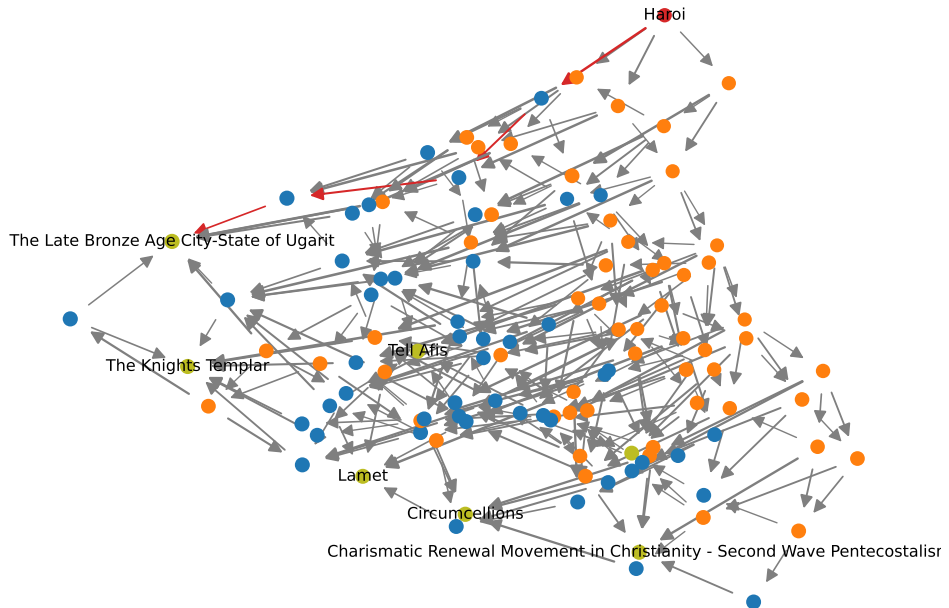 Haroi
The Late Bronze Age City-State of Ugarit
The Knights Templar
Tell Afis
Lamet
Circumcellions
Charismatic Renewal Movement in Christianity - Second Wave Pentecostalism